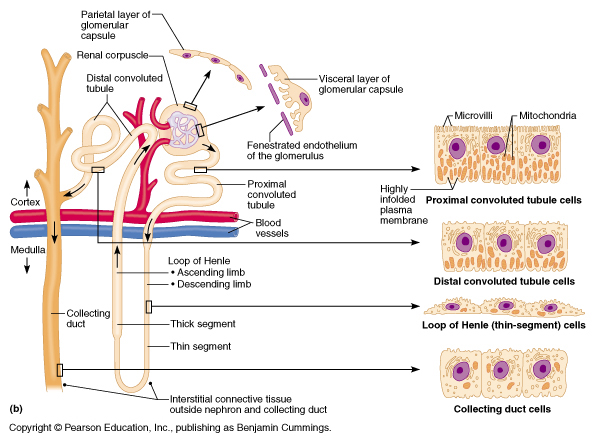 Parietal layer of
glomerular
capsule
Renal corpuscle
Distal convoluted
tubule
Visceral layer of
glomerular capsule
Fenestrated endothelium
of the glomerulus
Microvilli
Mitochondria
Highly
infolded
plasma
membrane
Proximal convoluted tubule cells
Cortex
Medulla
Proximal
convoluted
tubule
Blood
vessels
Distal convoluted tubule cells
Loop of Henle
• Ascending limb
• Descending limb
Loop of Henle (thin-segment) cells
Collecting
duct
Thick segment
Thin segment
Interstitial connective tissue
outside nephron and collecting duct
Collecting duct cells
(b)
Copyright © Pearson Education, Inc., publishing as Benjamin Cummings.